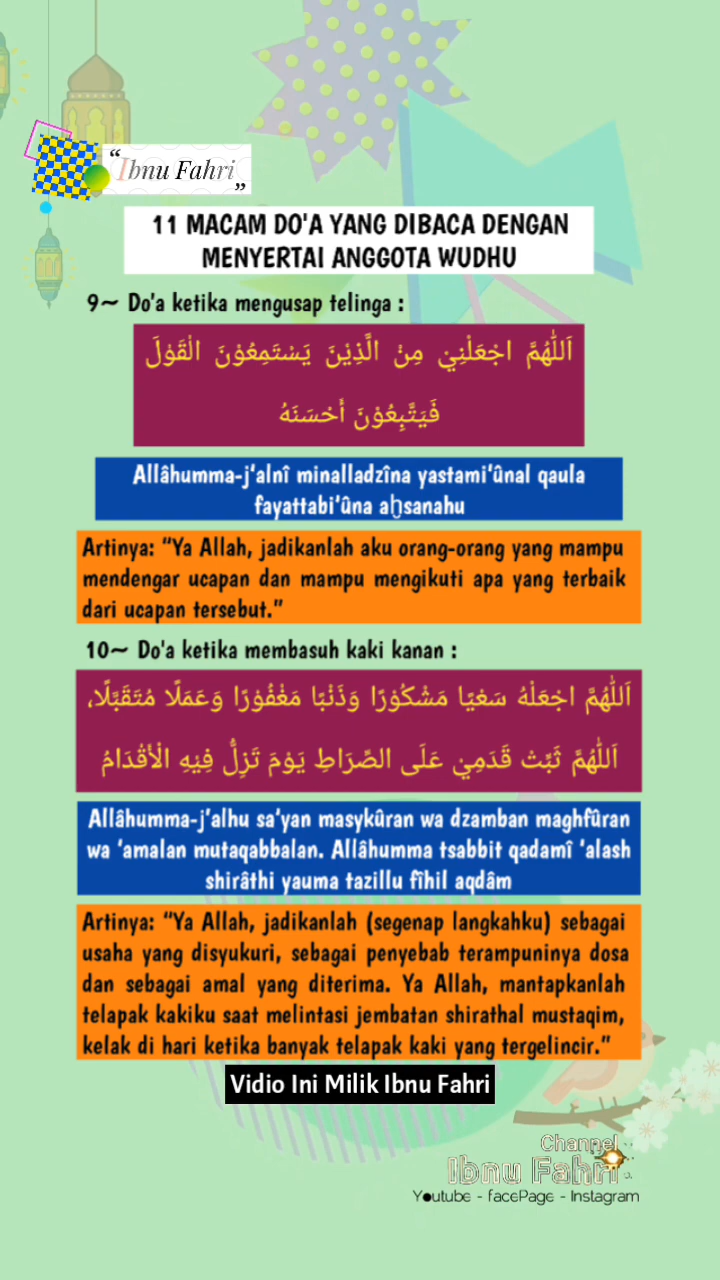 “Ibnu Fahri”
11 MACAM DO'A YANG DIBACA DENGAN
MENYERTAI ANGGOTA WUDHU
9~ Do'a ketika mengusap telinga :
اَللّٰهُمَّ اجْعَلْنِيْ مِنْ الَّذِيْنَ يَسْتَمِعُوْنَ الْقَوْلَ
فَيَتَّبِعُوْنَ أَحْسَنَهُ
Allâhumma-j’alnî minalladzîna yastami’ûnal qaula
fayattabi’ûna aḫsanahu
Artinya: “Ya Allah, jadikanlah aku orang-orang yang mampu
mendengar ucapan dan mampu mengikuti apa yang terbaik
dari ucapan tersebut.”
10~ Do'a ketika membasuh kaki kanan :
اَللّٰهُمَّ اجْعَلْهُ سَعْيًا مَشْكُوْرًا وَذَنْبًا مَغْفُوْرًا وَعَمَلًا مُتَقَبَّلًا،
اَللّٰهُمَّ ثَبِّتْ قَدَمِيْ عَلَى الصِّرَاطِ يَوْمَ تَزِلُّ فِيْهِ الْأَقْدَامُ
Allâhumma-j’alhu sa’yan masykûran wa dzamban maghfûran
wa ‘amalan mutaqabbalan. Allâhumma tsabbit qadamî ‘alash
shirâthi yauma tazillu fîhil aqdâm
Artinya: “Ya Allah, jadikanlah (segenap langkahku) sebagai
usaha yang disyukuri, sebagai penyebab terampuninya dosa
dan sebagai amal yang diterima. Ya Allah, mantapkanlah
telapak kakiku saat melintasi jembatan shirathal mustaqim,
kelak di hari ketika banyak telapak kaki yang tergelincir.”
Vidio Ini Milik Ibnu Fahri
Channel
Ibnu Fahri
Youtube - facePage - Instagram